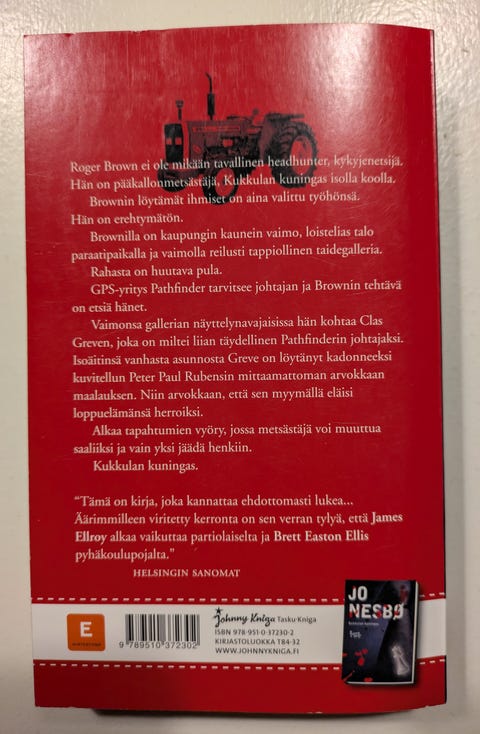 Roger Brown ei ole mikään tavallinen headhunter, kykyjenetsijä.
Hän on pääkallonmetsästäjä, Kukkulan kuningas isolla koolla.
Brownin löytämät ihmiset on aina valittu työhönsä.
Hän on erehtymätön.
Brownilla on kaupungin kaunein vaimo, loistelias talo
paraatipaikalla ja vaimolla reilusti tappiollinen taidegalleria.
Rahasta on huutava pula.
GPS-yritys Pathfinder tarvitsee johtajan ja Brownin tehtävä
on etsiä hänet.
Vaimonsa gallerian näyttelynavajaisissa hän kohtaa Clas
Greven, joka on miltei liian täydellinen Pathfinderin johtajaksi.
Isoäitinsä vanhasta asunnosta Greve on löytänyt kadonneeksi
kuvitellun Peter Paul Rubensin mittaamattoman arvokkaan
maalauksen. Niin arvokkaan, että sen myymällä eläisi
loppuelämänsä herroiksi.
Alkaa tapahtumien vyöry, jossa metsästäjä voi muuttua
saaliiksi ja vain yksi jäädä henkiin.
Kukkulan kuningas.
"Tämä on kirja, joka kannattaa ehdottomasti lukea...
Äärimmilleen viritetty kerronta on sen verran tylyä, että James
Ellroy alkaa vaikuttaa partiolaiselta ja Brett Easton Ellis
pyhäkoulupojalta."
HELSINGIN SANOMAT
E
9 789510 372302
Johnny Kniga Tasku-Kniga
ISBN 978-951-0-37230-2
KIRJASTOLUOKKA T84-32
WWW.JOHNNYKNIGA.FI
JO
NESBØ
Kukkulan kuningas